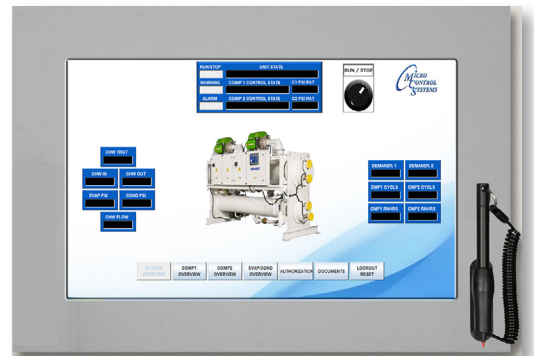 RUN/STOP UNIT STATE
WARNING COMP 1 CONTROL STATE C1 PSI RAT
ALARM COMP 2 CONTROL STATE C2 PSI RAT
RUN / STOP
MICRO
CONTROL
SYSTEMS
CHW TRGT
CHW IN CHW OUT
EVAP PSI COND PSI
CHW FLOW
DEMAND% 1 DEMAND% 2
CMP1 CYCLS CMP2 CYCLS
CMP1 RNHRS CMP2 RNHRS
SYSTEM
OVERVIEW
COMP1
OVERVIEW
COMP2
OVERVIEW
EVAP/COND
OVERVIEW
AUTHORIZATION
DOCUMENTS
LOCKOUT
RESET